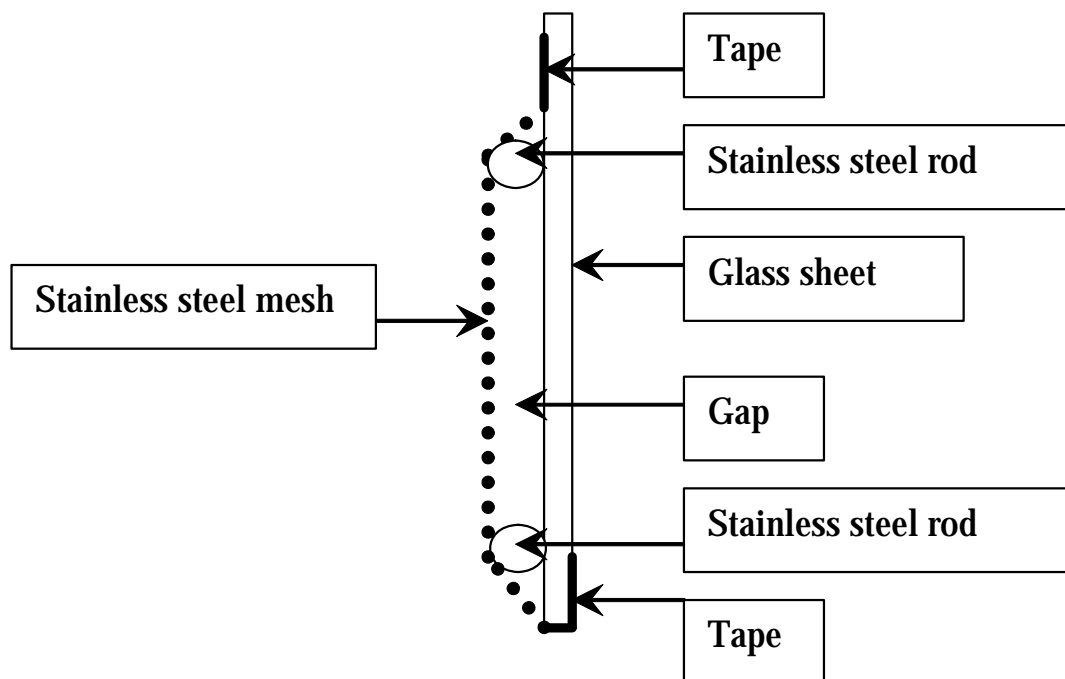 Tape
Stainless steel rod
Glass sheet
Stainless steel mesh
Gap
Stainless steel rod
Tape